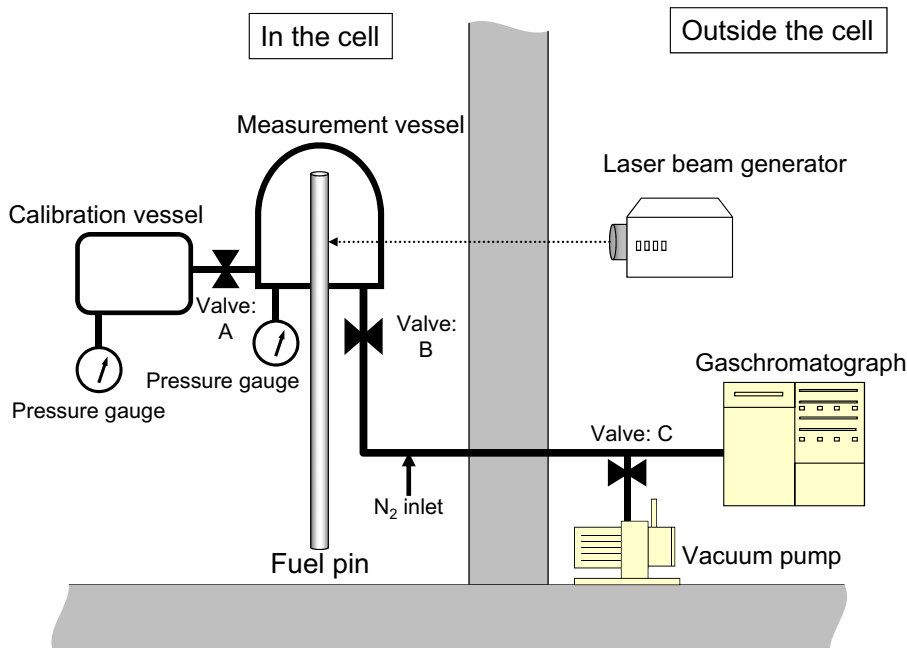 In the cell
Outside the cell
Measurement vessel
Laser beam generator
Calibration vessel
Valve:
A
Valve:
B
Pressure gauge
Pressure gauge
Gaschromatograph
Valve: C
N₂ inlet
Fuel pin
Vacuum pump